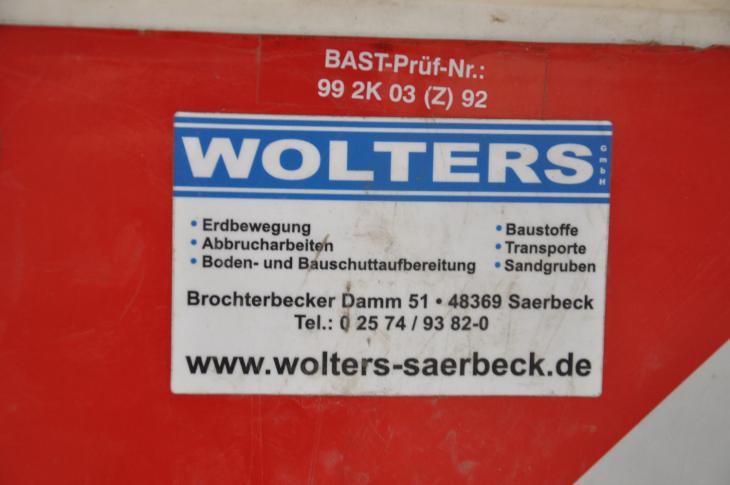 BAST-Prüf-Nr.:
99 2K 03 (Z) 92
WOLTERS GmbH
• Erdbewegung
• Abbrucharbeiten
• Boden- und Bauschuttaufbereitung
• Baustoffe
• Transporte
• Sandgruben
Brochterbecker Damm 51 • 48369 Saerbeck
Tel.: 0 25 74 / 93 82-0
www.wolters-saerbeck.de